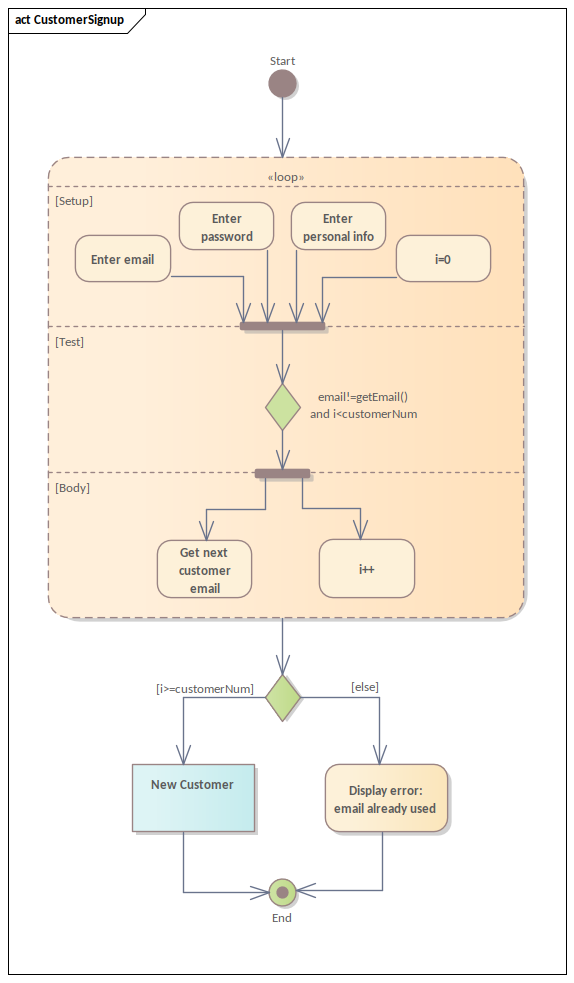 act CustomerSignup
Start
«loop»
[Setup]
Enter email
Enter
password
Enter
personal info
i=0
[Test]
email!=getEmail()
and i<customerNum
[Body]
Get next
customer
email
i++
[i>=customerNum]
[else]
New Customer
Display error:
email already used
End